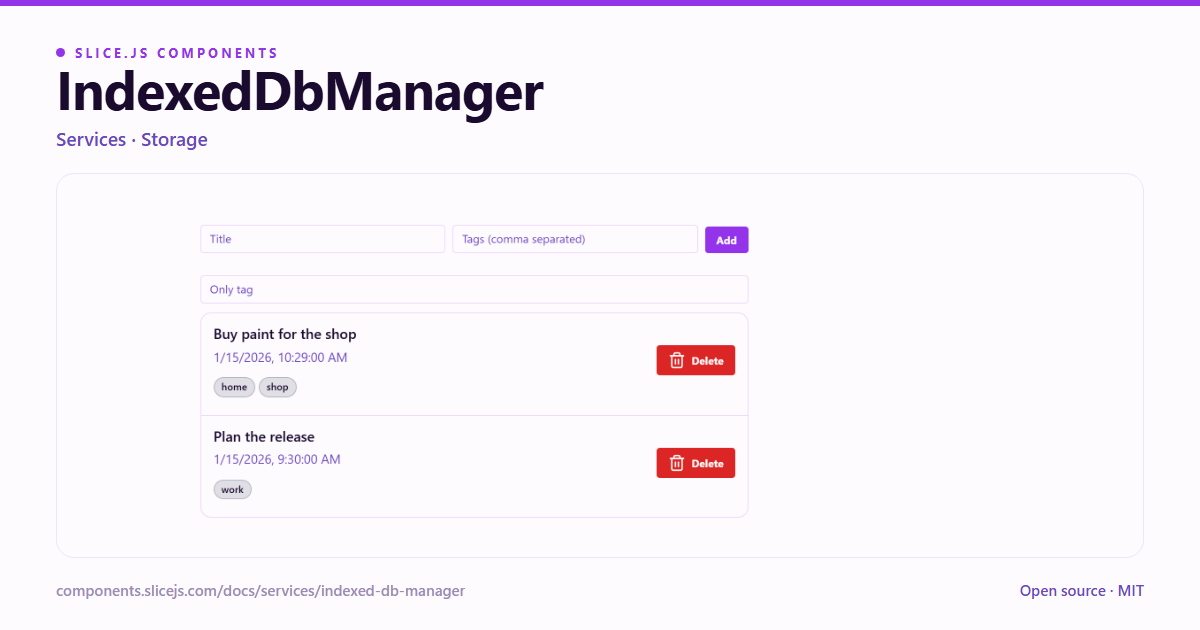 SLICE.JS COMPONENTS
IndexedDbManager
Services · Storage
Title
Tags (comma separated)
Add
Only tag
Buy paint for the shop
1/15/2026, 10:29:00 AM
home
shop
Delete
Plan the release
1/15/2026, 9:30:00 AM
work
Delete
components.slicejs.com/docs/services/indexed-db-manager
Open source · MIT